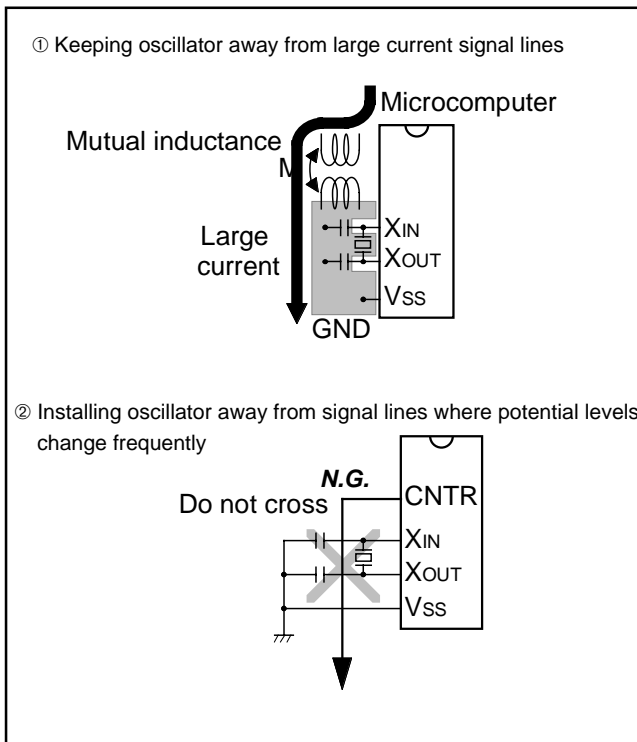 ① Keeping oscillator away from large current signal lines
Microcomputer
Mutual inductance
M
XIN
Large
current
XOUT
VSS
GND
② Installing oscillator away from signal lines where potential levels
change frequently
N.G.
CNTR
Do not cross
XIN
XOUT
VSS